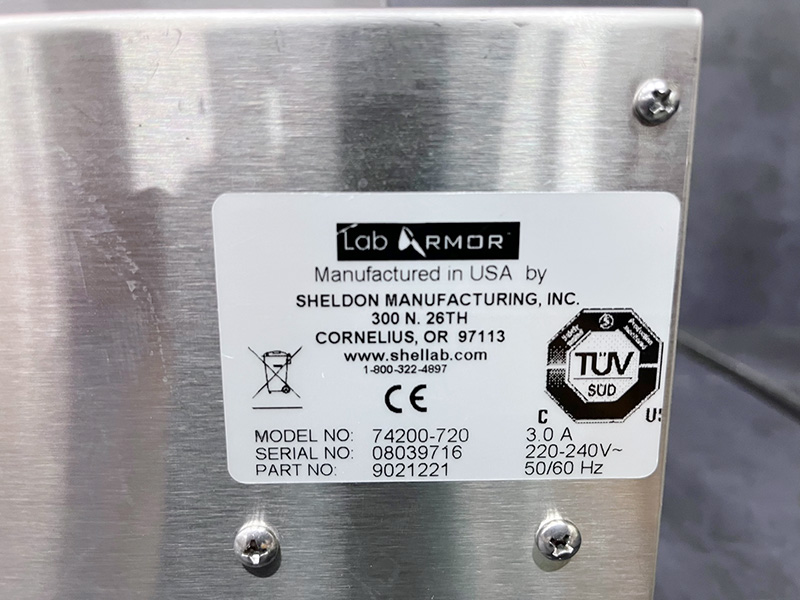 Lab ARMOR
Manufactured in USA by
SHELDON MANUFACTURING, INC.
300 N. 26TH
CORNELIUS, OR 97113
www.shellab.com
1-800-322-4897
CE
TÜV
SÜD
C US
MODEL NO: 74200-720 3.0 A
SERIAL NO: 08039716 220-240V~
PART NO: 9021221 50/60 Hz